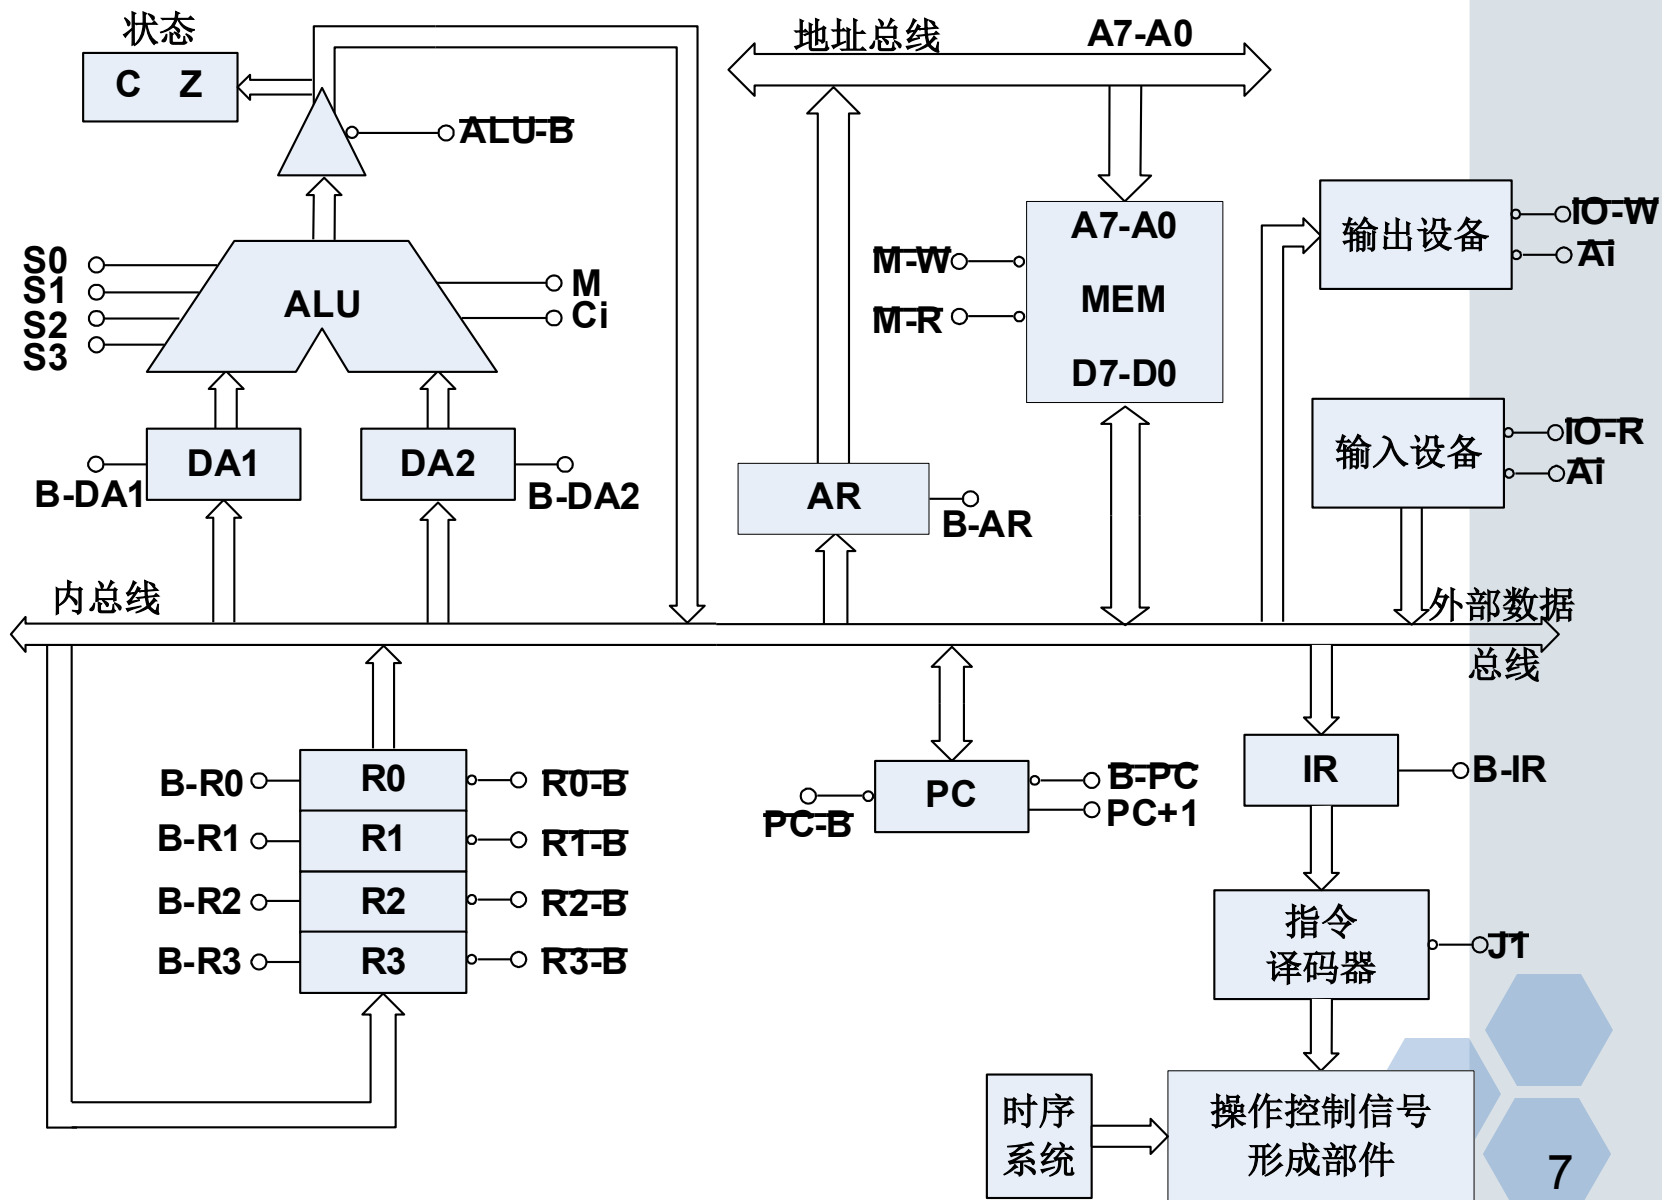 状态
C Z
ALU-B
S0
S1
S2
S3
ALU
M
Ci
DA1
DA2
B-DA1
B-DA2
地址总线 A7-A0
A7-A0
MEM
D7-D0
M-W
M-R
AR
B-AR
输出设备
IO-W
Ai
输入设备
IO-R
Ai
内总线
外部数据
总线
B-R0
R0
R0-B
B-R1
R1
R1-B
B-R2
R2
R2-B
B-R3
R3
R3-B
PC-B
PC
B-PC
PC+1
IR
B-IR
指令
译码器
J1
时序
系统
操作控制信号
形成部件
7